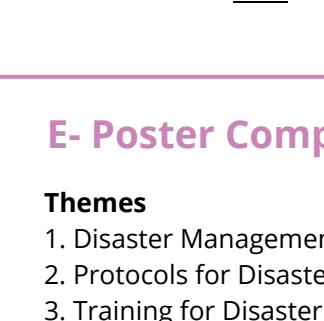 E- Poster Comp
Themes
1. Disaster Managemen
2. Protocols for Disaste
3. Training for Disaster